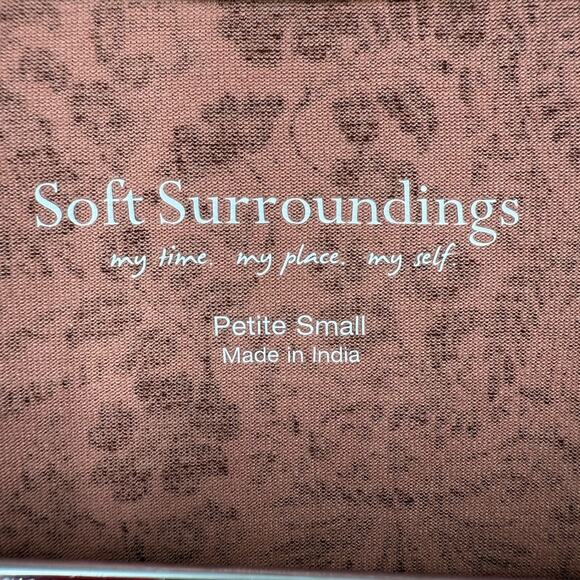 Soft Surroundings
my time. my place. my self.
Petite Small
Made in India